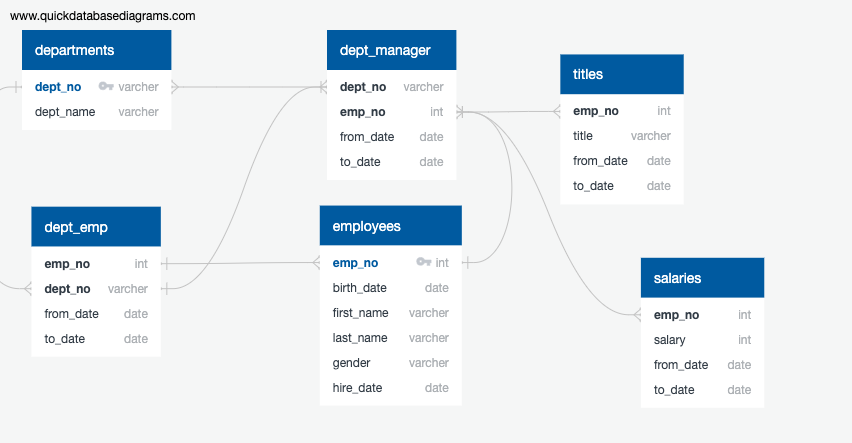 www.quickdatabasediagrams.com
departments
dept_no varcher
dept_name varcher
dept_manager
dept_no varcher
emp_no int
from_date date
to_date date
titles
emp_no int
title varcher
from_date date
to_date date
dept_emp
emp_no int
dept_no varcher
from_date date
to_date date
employees
emp_no int
birth_date date
first_name varcher
last_name varcher
gender varcher
hire_date date
salaries
emp_no int
salary int
from_date date
to_date date